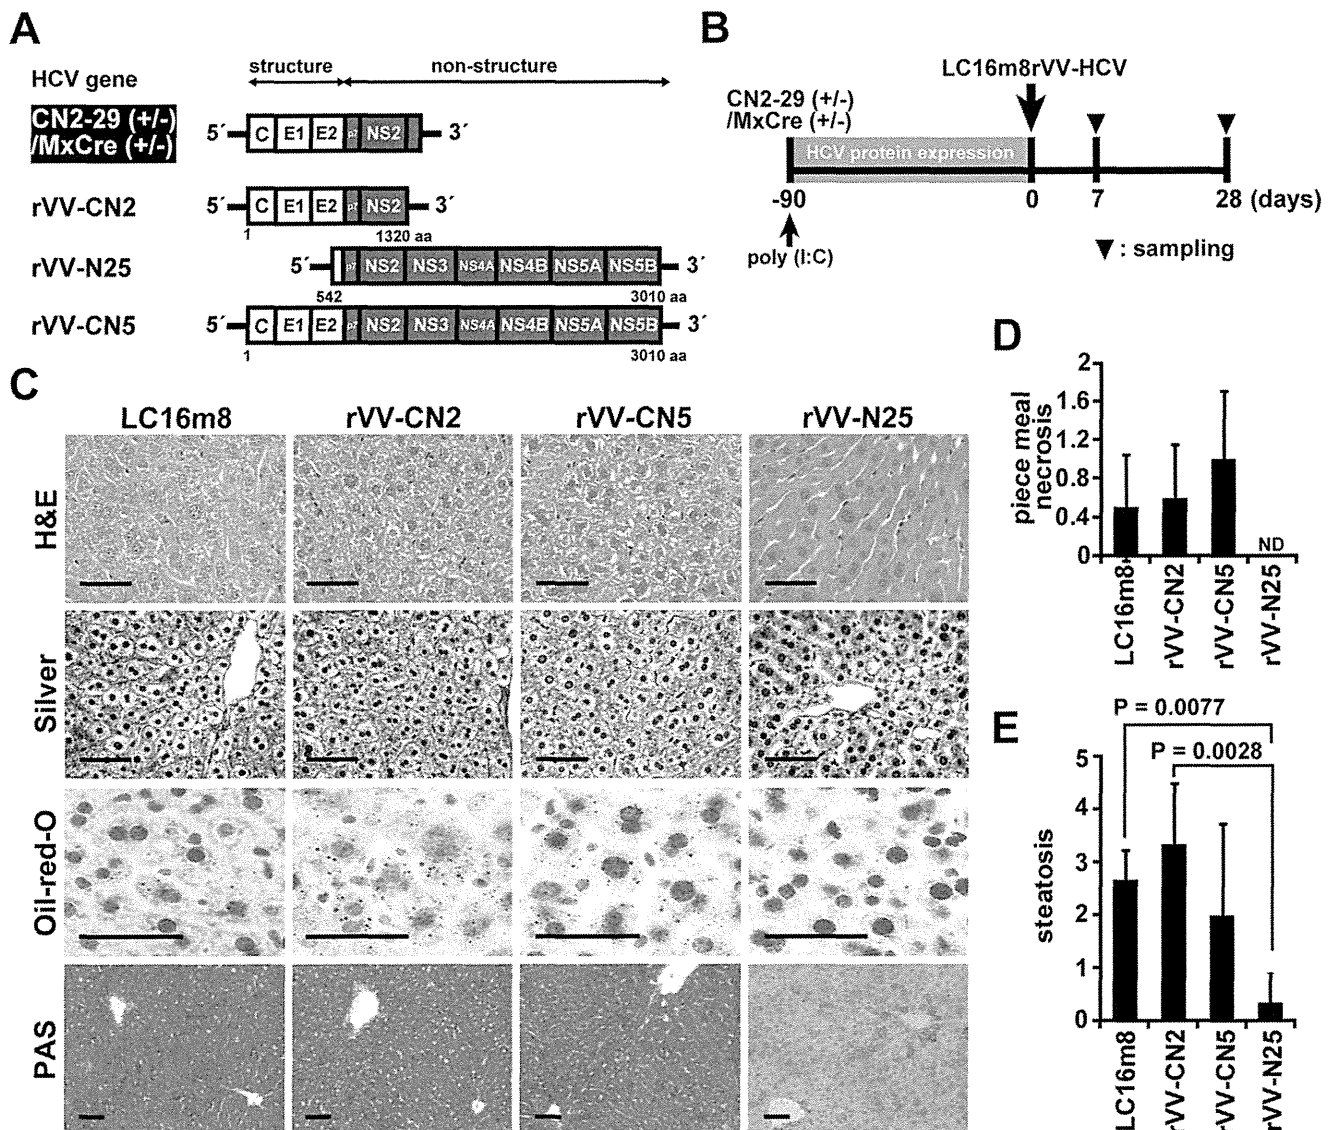 A
HCV gene
structure
non-structure
CN2-29 (+/-)
/MxCre (+/-)
5´
C
E1
E2
p7
NS2
3´
rVV-CN2
5´
C
E1
E2
p7
NS2
3´
1
1320 aa
rVV-N25
5´
p7
NS2
NS3
NS4A
NS4B
NS5A
NS5B
3´
542
3010 aa
rVV-CN5
5´
C
E1
E2
p7
NS2
NS3
NS4A
NS4B
NS5A
NS5B
3´
1
3010 aa
B
LC16m8rVV-HCV
CN2-29 (+/-)
/MxCre (+/-)
HCV protein expression
-90
0
7
28 (days)
poly (I:C)
▼: sampling
C
LC16m8
rVV-CN2
rVV-CN5
rVV-N25
H&E
Silver
Oil-red-O
PAS
D
piece meal
necrosis
2
1.6
1.2
0.8
0.4
0
ND
LC16m8
rVV-CN2
rVV-CN5
rVV-N25
E
P = 0.0077
P = 0.0028
steatosis
5
4
3
2
1
0
LC16m8
rVV-CN2
rVV-CN5
rVV-N25